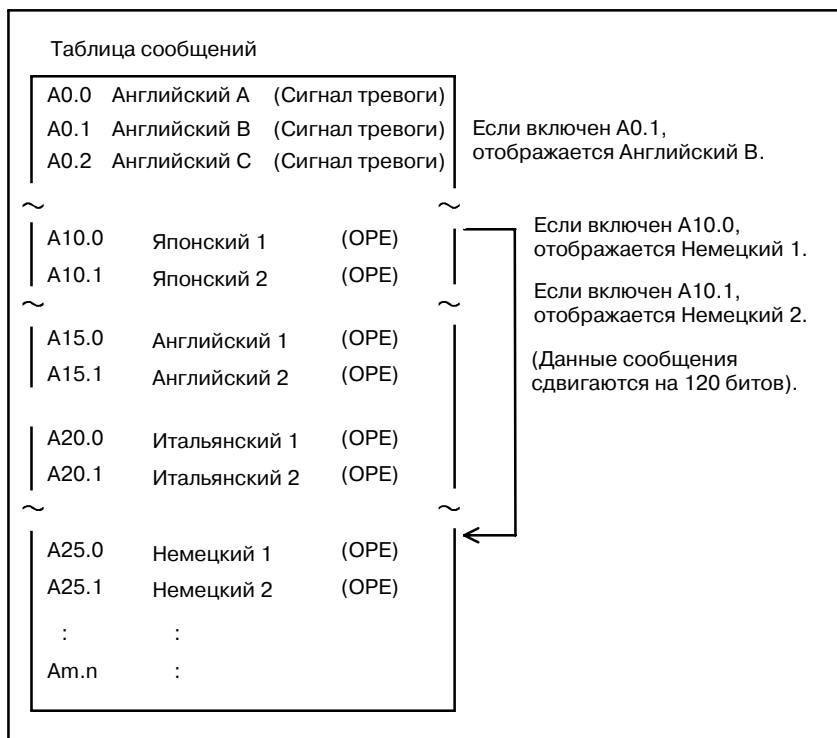 Таблица сообщений
A0.0 Английский A (Сигнал тревоги)
A0.1 Английский B (Сигнал тревоги)
A0.2 Английский C (Сигнал тревоги)
Если включен A0.1,
отображается Английский B.
A10.0 Японский 1 (OPE)
A10.1 Японский 2 (OPE)
Если включен A10.0,
отображается Немецкий 1.
Если включен A10.1,
отображается Немецкий 2.
(Данные сообщения
сдвигаются на 120 битов).
A15.0 Английский 1 (OPE)
A15.1 Английский 2 (OPE)
A20.0 Итальянский 1 (OPE)
A20.1 Итальянский 2 (OPE)
A25.0 Немецкий 1 (OPE)
A25.1 Немецкий 2 (OPE)
: :
Am.n :